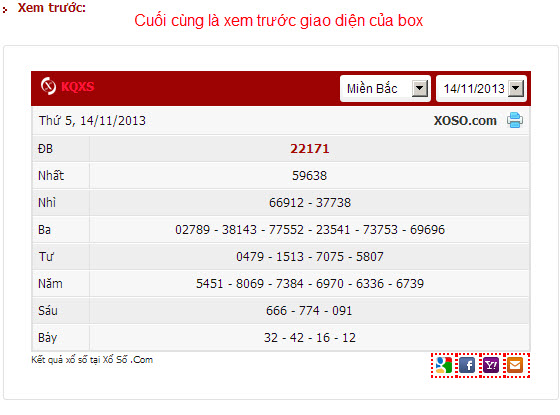 Xem trước:
Cuối cùng là xem trước giao diện của box
KQXS
Miền Bắc
14/11/2013
Thứ 5, 14/11/2013
XOSO.com
ĐB 22171
Nhất 59638
Nhì 66912 - 37738
Ba 02789 - 38143 - 77552 - 23541 - 73753 - 69696
Tư 0479 - 1513 - 7075 - 5807
Năm 5451 - 8069 - 7384 - 6970 - 6336 - 6739
Sáu 666 - 774 - 091
Bảy 32 - 42 - 16 - 12
Kết quả xổ số tại Xổ Số .Com